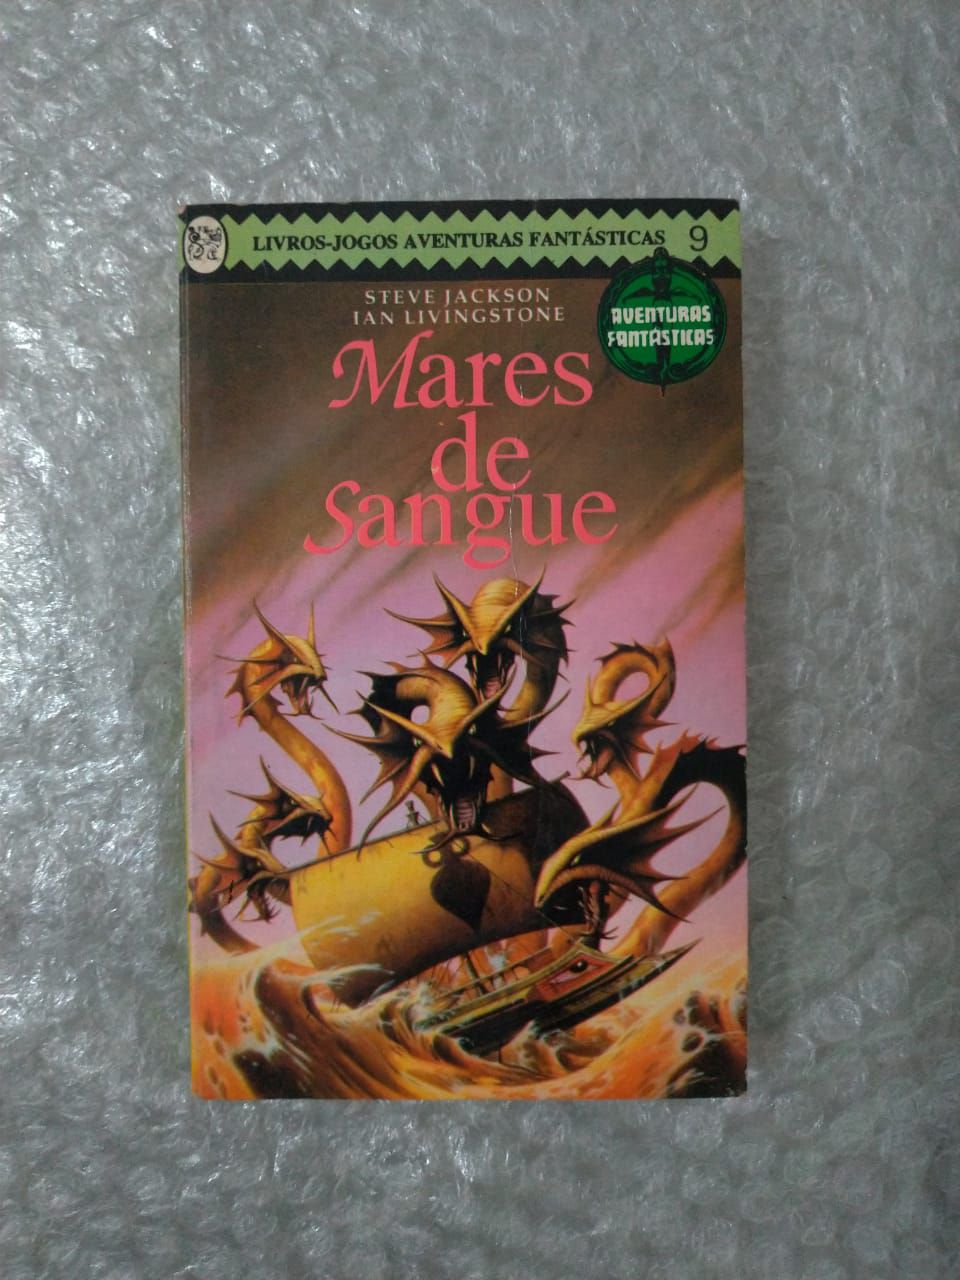 LIVROS-JOGOS AVENTURAS FANTÁSTICAS 9
STEVE JACKSON
IAN LIVINGSTONE
AVENTURAS
FANTÁSTICAS
Mares
de
Sangue